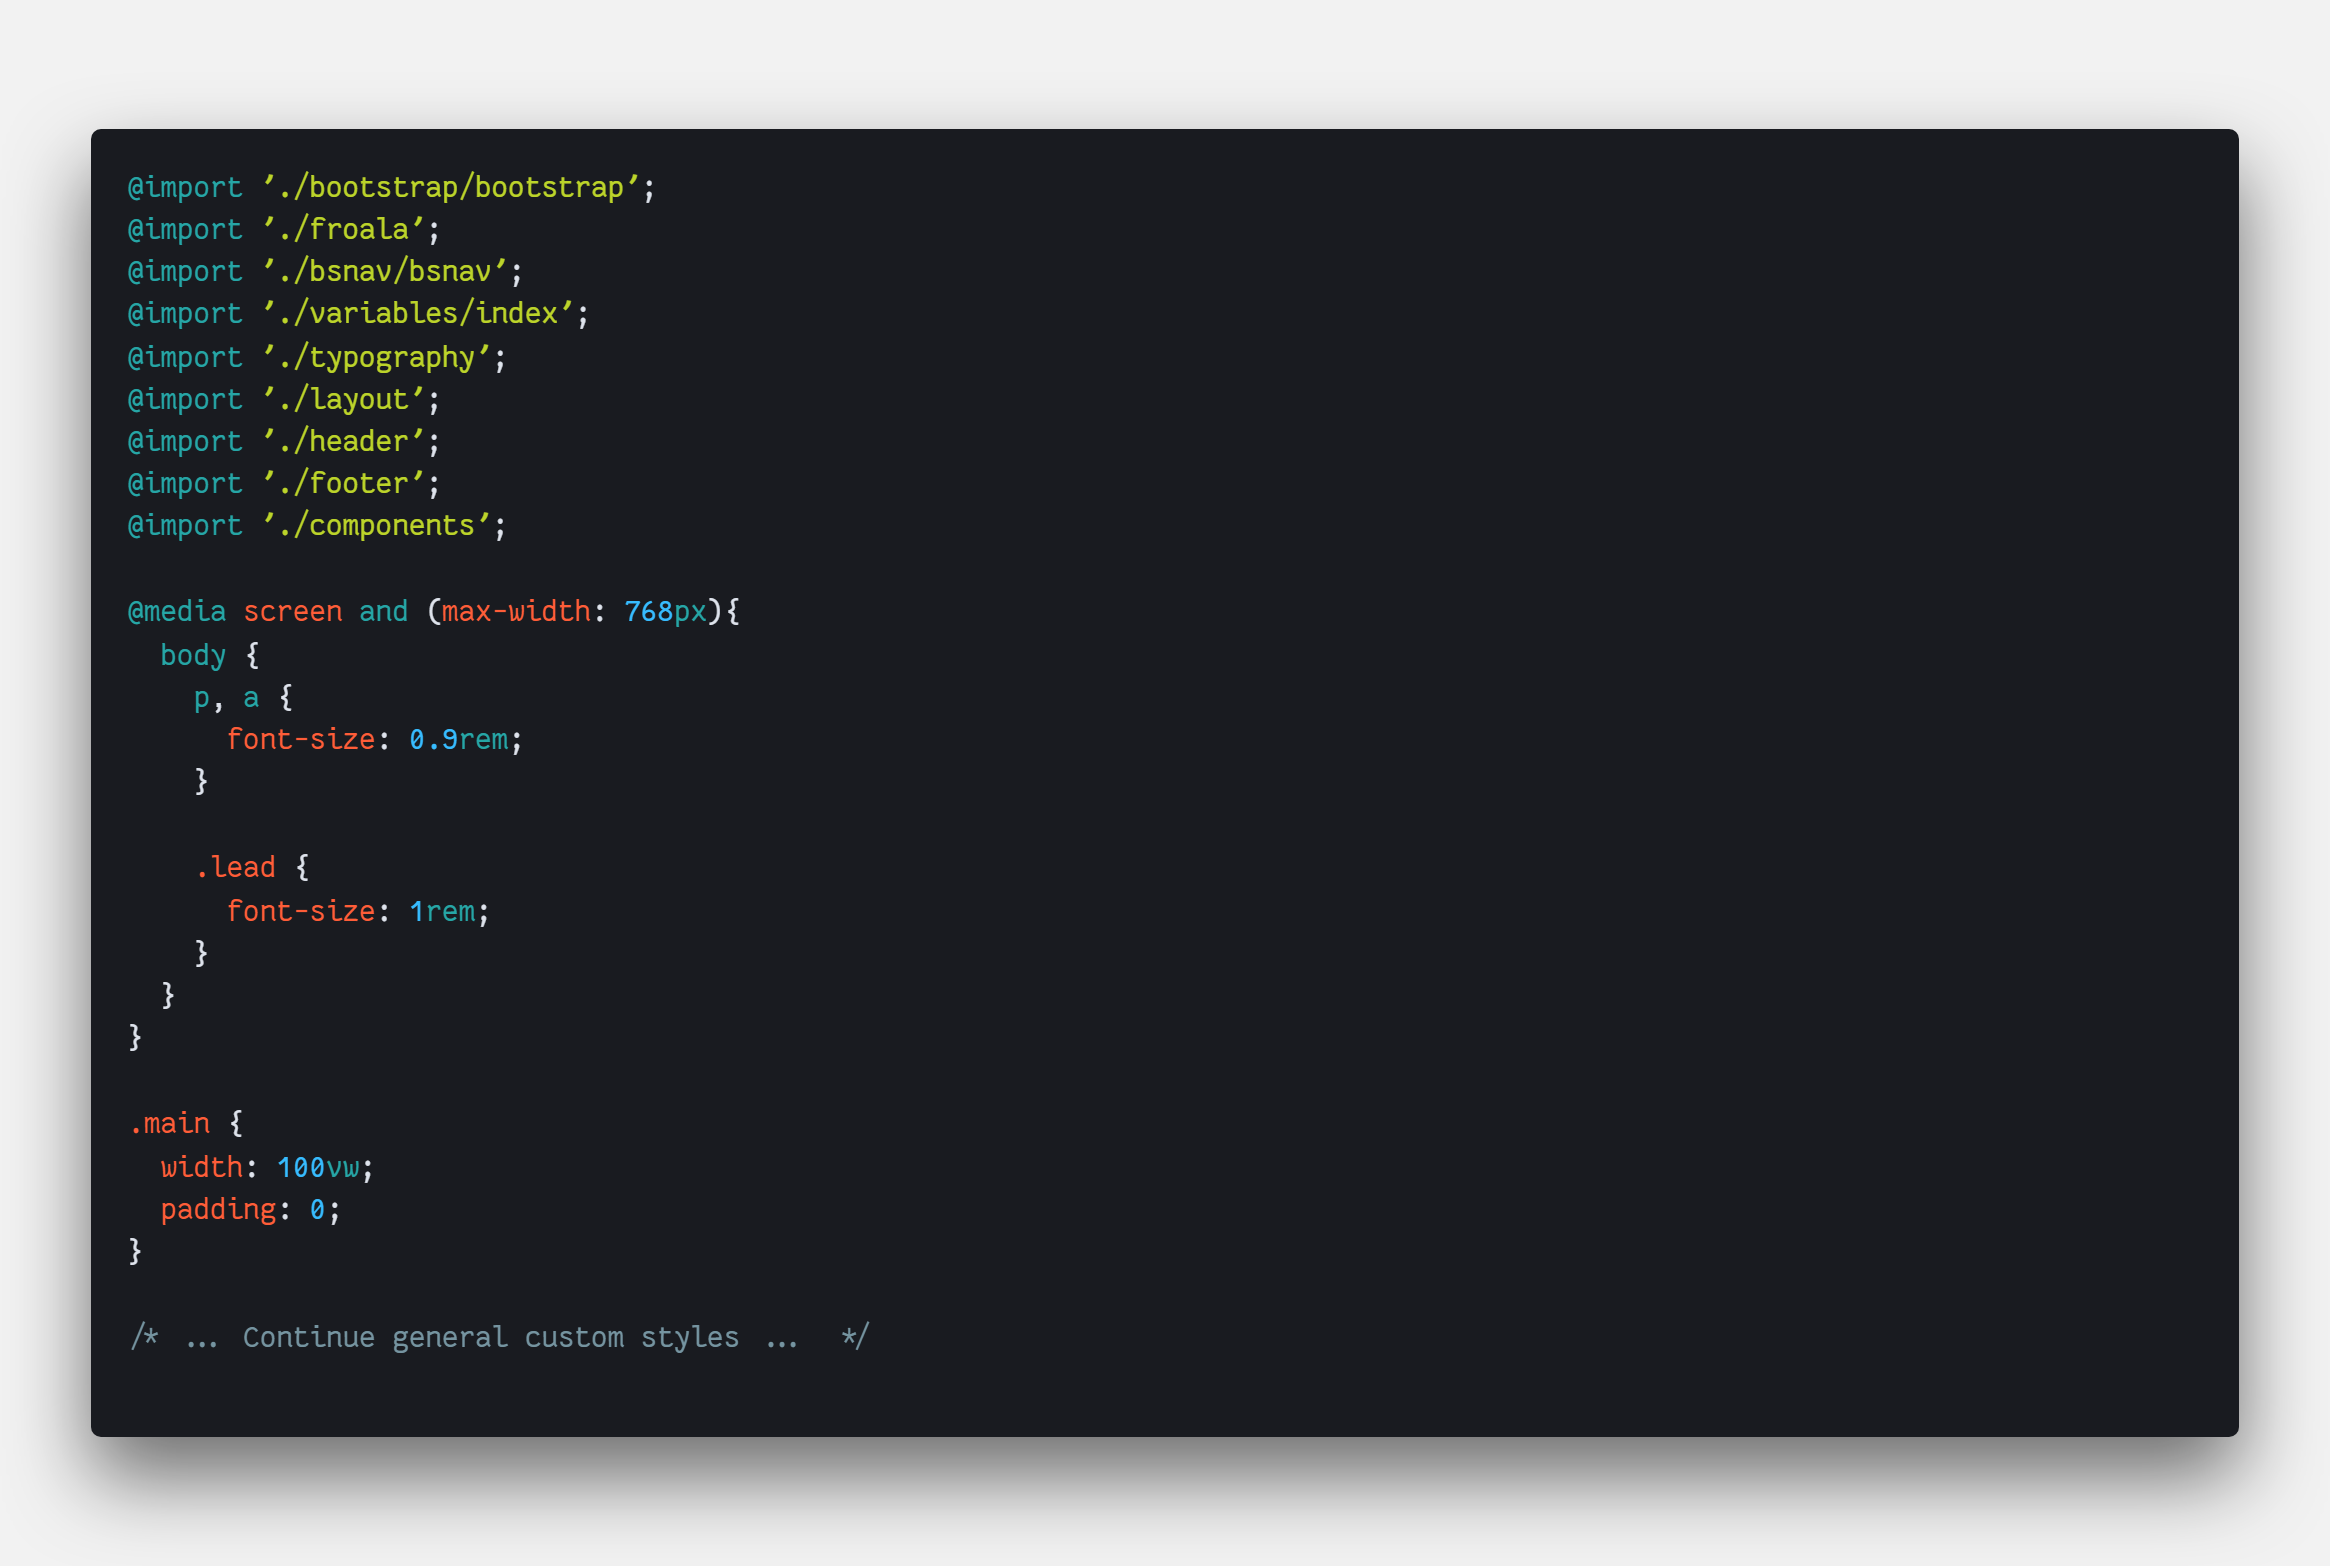 @import './bootstrap/bootstrap';
@import './froala';
@import './bsnav/bsnav';
@import './variables/index';
@import './typography';
@import './layout';
@import './header';
@import './footer';
@import './components';

@media screen and (max-width: 768px){
  body {
    p, a {
      font-size: 0.9rem;
    }

    .lead {
      font-size: 1rem;
    }
  }
}

.main {
  width: 100vw;
  padding: 0;
}

/* ... Continue general custom styles ...  */